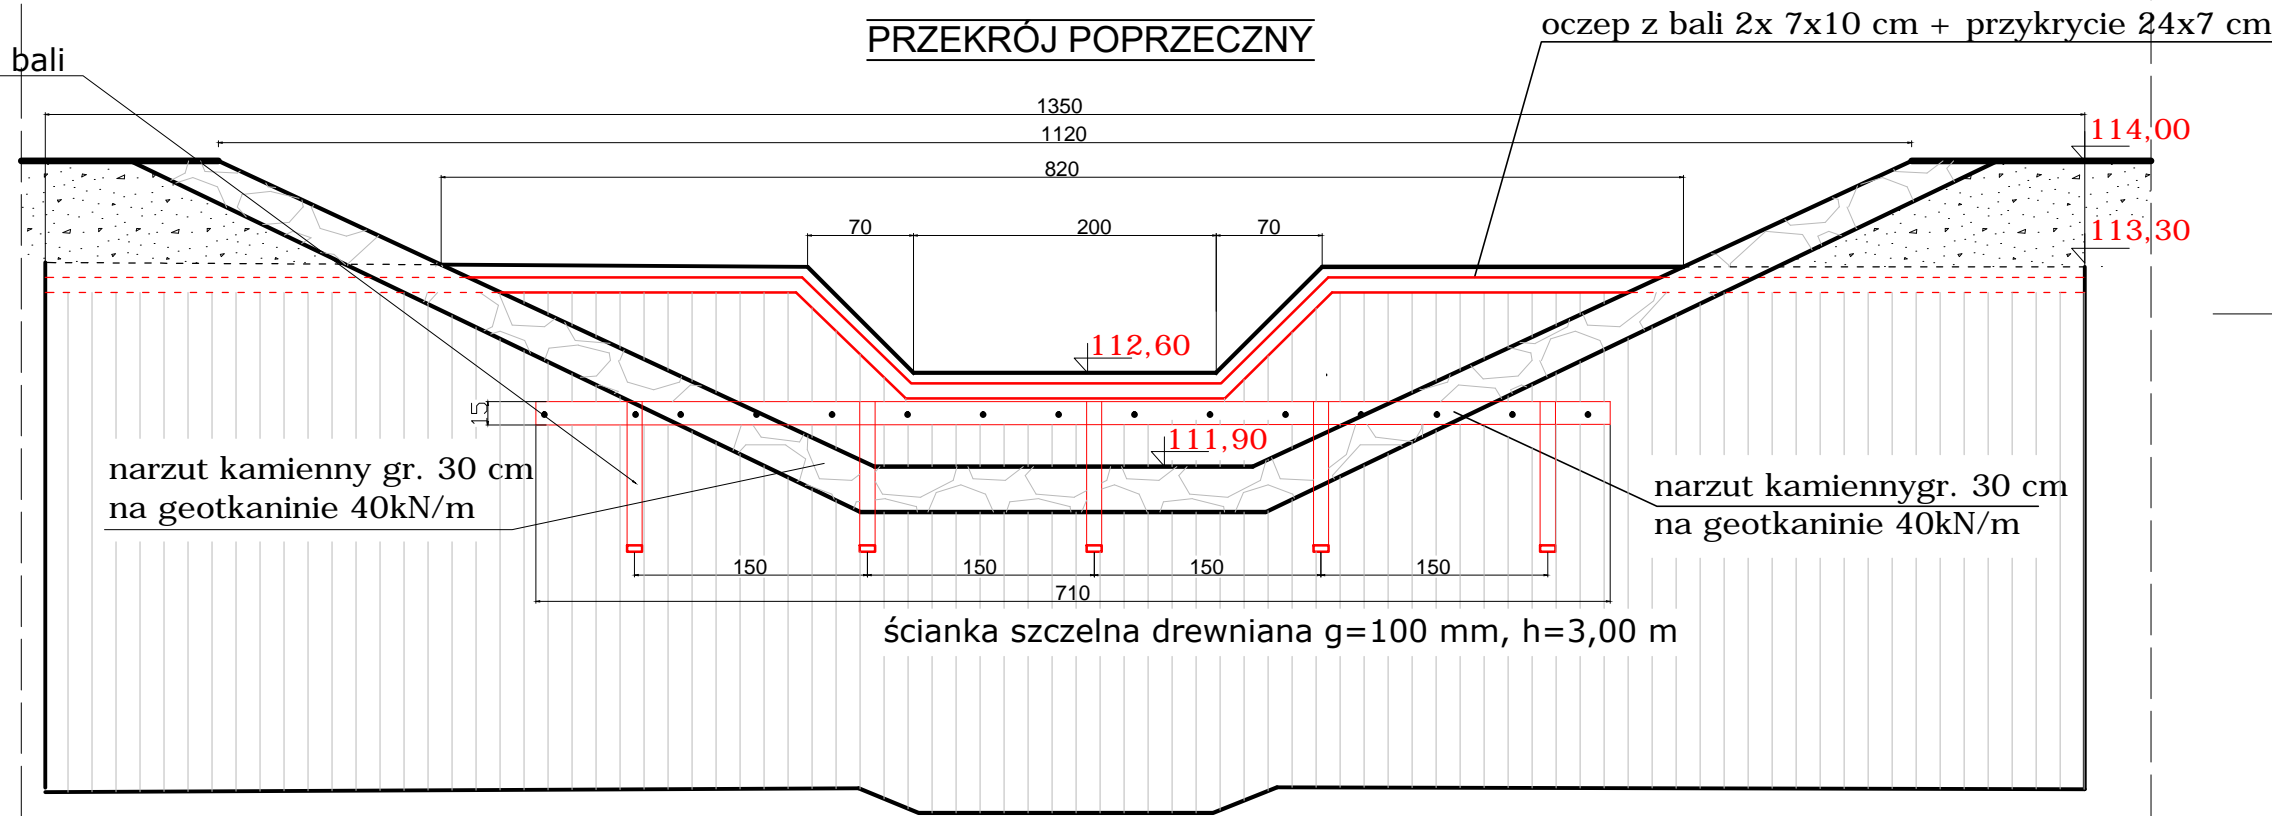 PRZEKRÓJ POPRZECZNY
oczep z bali 2x 7x10 cm + przykrycie 24x7 cm
bali
1350
1120
114,00
820
70
200
70
113,30
112,60
15
111,90
narzut kamienny gr. 30 cm
na geotkaninie 40kN/m
narzut kamiennygr. 30 cm
na geotkaninie 40kN/m
150
150
150
150
710
ścianka szczelna drewniana g=100 mm, h=3,00 m